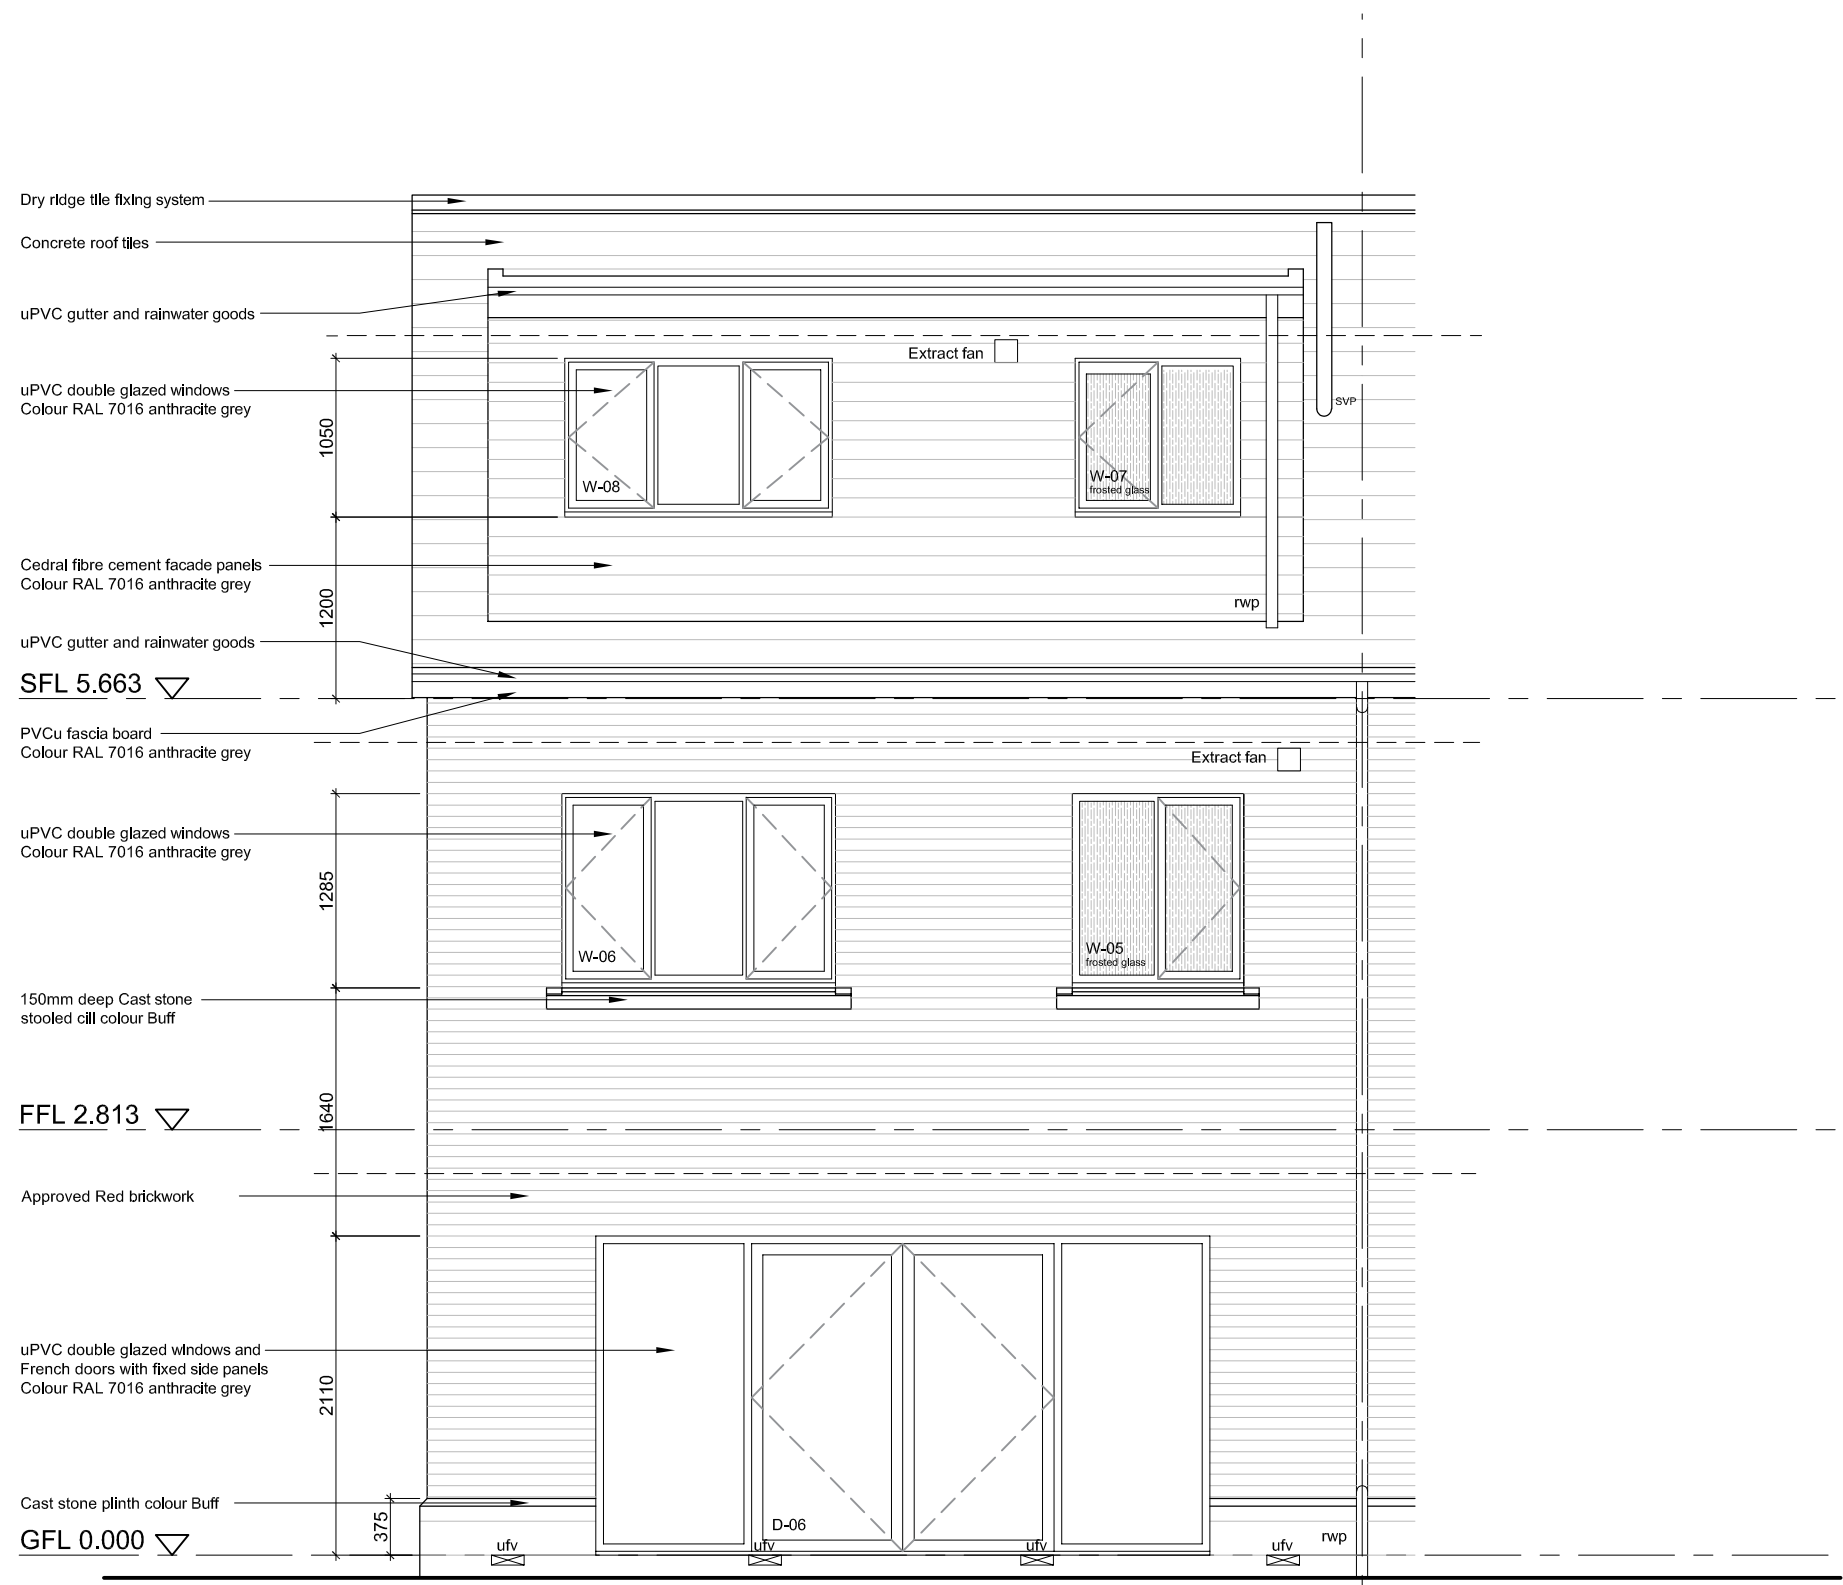 Dry ridge tile fixing system
Concrete roof tiles
uPVC gutter and rainwater goods
Extract fan
uPVC double glazed windows
Colour RAL 7016 anthracite grey
SVP
1050
W-08
W-07
frosted glass
Cedral fibre cement facade panels
Colour RAL 7016 anthracite grey
1200
rwp
uPVC gutter and rainwater goods
SFL 5.663
PVCu fascia board
Colour RAL 7016 anthracite grey
Extract fan
uPVC double glazed windows
Colour RAL 7016 anthracite grey
1285
W-06
W-05
frosted glass
150mm deep Cast stone
stooled cill colour Buff
FFL 2.813
1640
Approved Red brickwork
uPVC double glazed windows and
French doors with fixed side panels
Colour RAL 7016 anthracite grey
2110
Cast stone plinth colour Buff
375
D-06
GFL 0.000
ufv
ufv
ufv
ufv
rwp